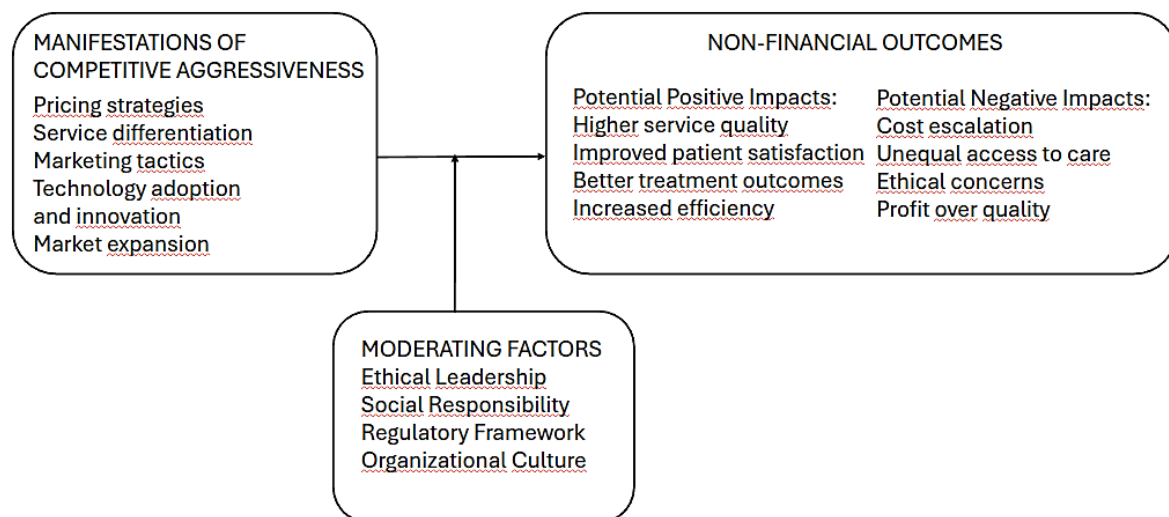 MANIFESTATIONS OF
COMPETITIVE AGGRESSIVENESS
Pricing strategies
Service differentiation
Marketing tactics
Technology adoption
and innovation
Market expansion
NON-FINANCIAL OUTCOMES
Potential Positive Impacts:
Higher service quality
Improved patient satisfaction
Better treatment outcomes
Increased efficiency
Potential Negative Impacts:
Cost escalation
Unequal access to care
Ethical concerns
Profit over quality
MODERATING FACTORS
Ethical Leadership
Social Responsibility
Regulatory Framework
Organizational Culture